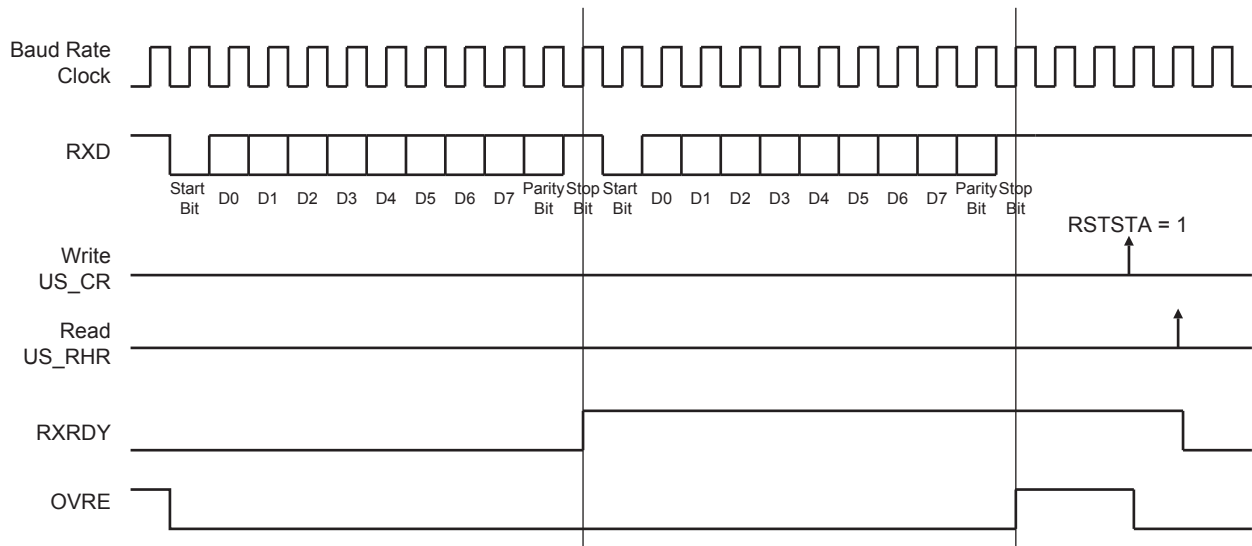 Baud Rate
Clock
RXD
Start
Bit
D0
D1
D2
D3
D4
D5
D6
D7
Parity
Bit
Stop
Bit
Start
Bit
D0
D1
D2
D3
D4
D5
D6
D7
Parity
Bit
Stop
Bit
RSTSTA = 1
Write
US_CR
Read
US_RHR
RXRDY
OVRE